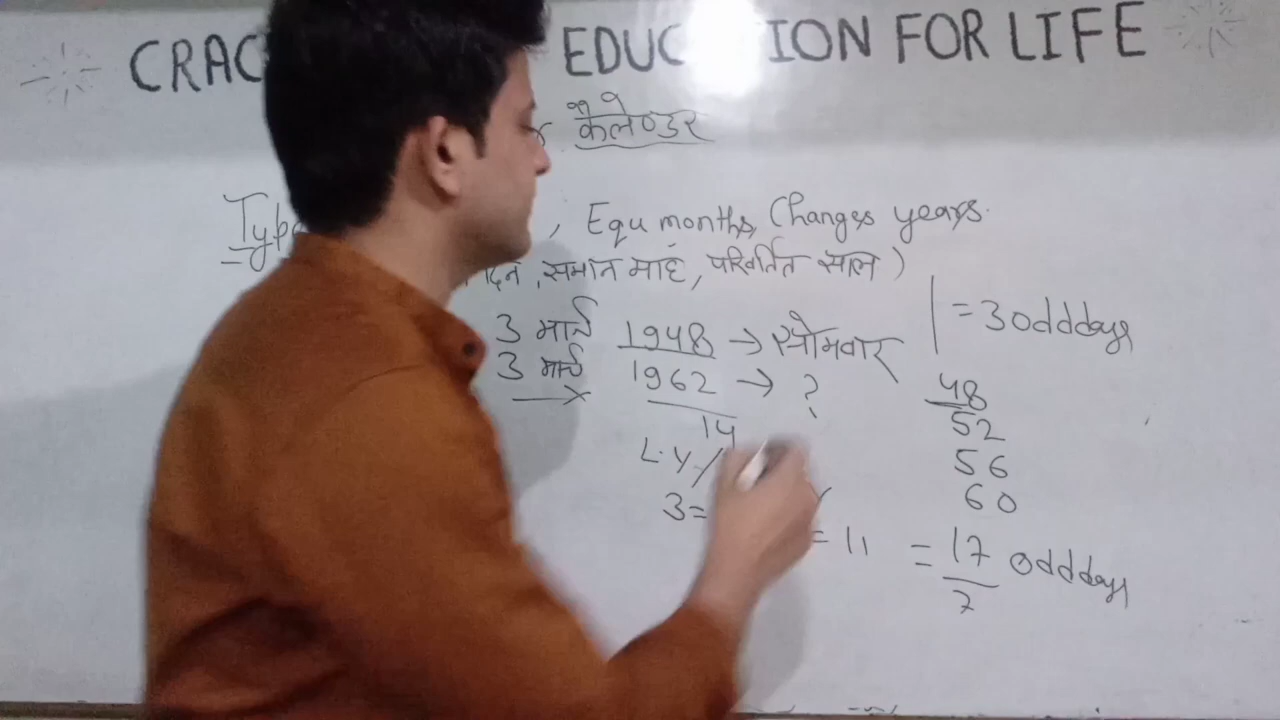 CRAC EDUC ION FOR LIFE
कैलेण्डर
Type , Equ months, Changes years.
दिन, समान माह, परिवर्तित साल)
3 मार्च 1948 → सोमवार
= 3 Odd days
3 मार्च 1962 → ?
14
L.Y /
3=
= 11
48
52
56
60
= 17 Odd days
7